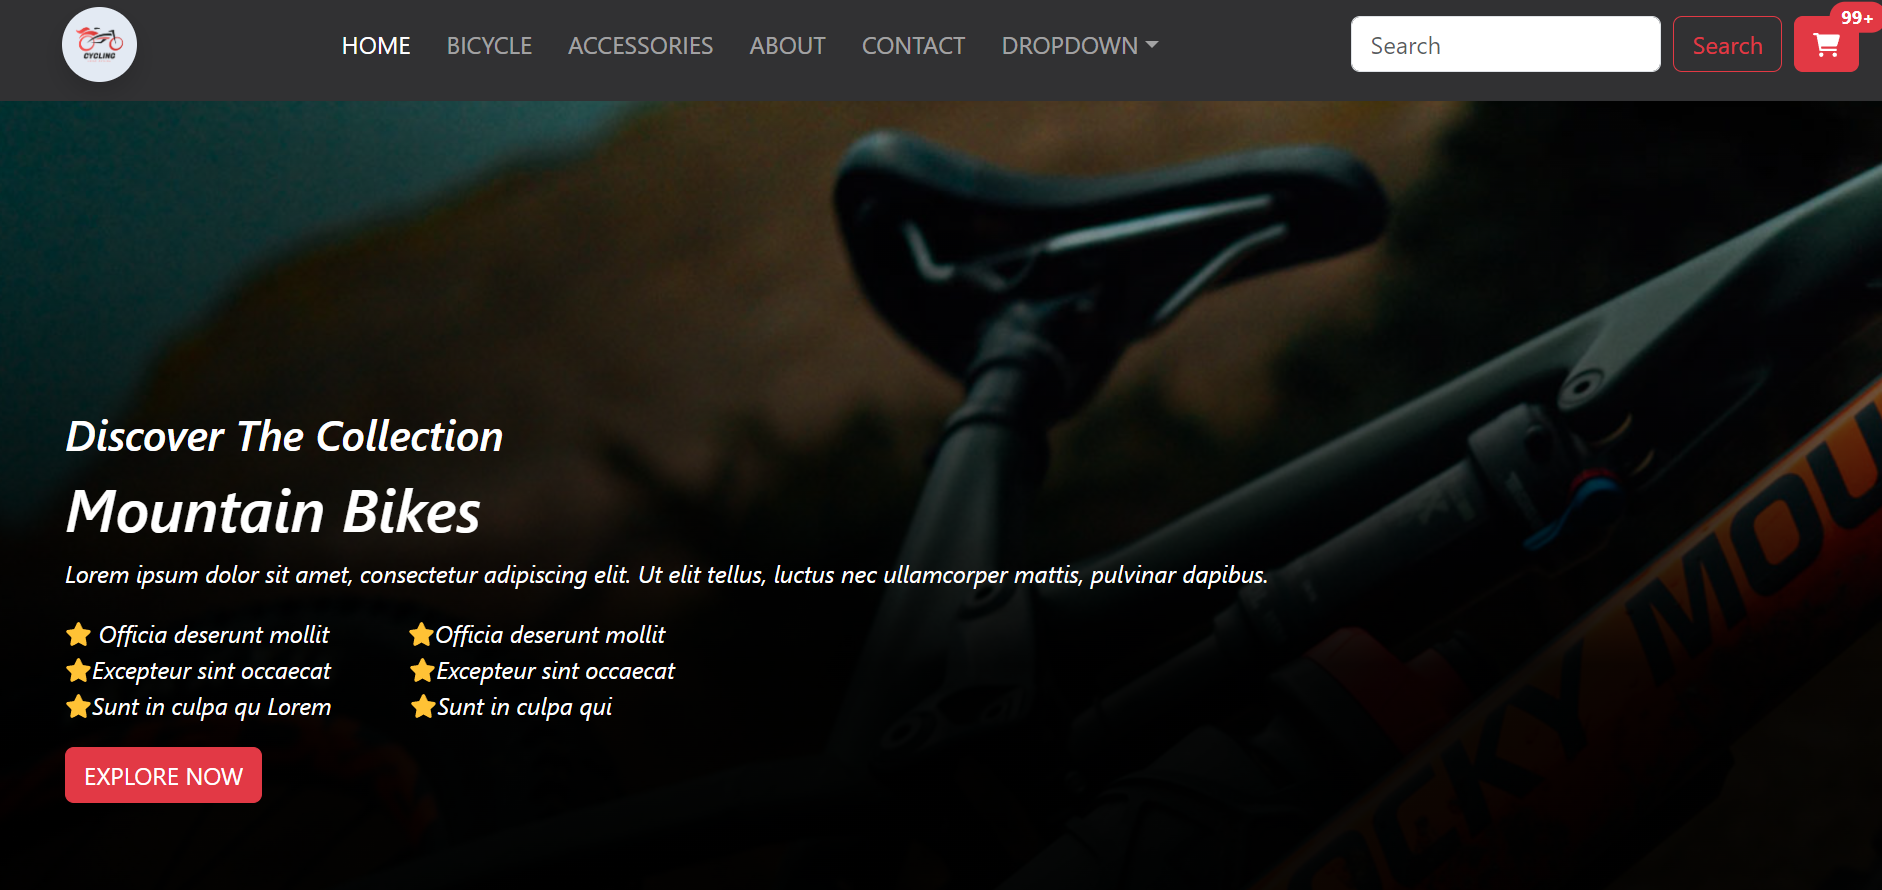 CYCLING
HOME BICYCLE ACCESSORIES ABOUT CONTACT DROPDOWN
Search
Search
99+
Discover The Collection
Mountain Bikes
Lorem ipsum dolor sit amet, consectetur adipiscing elit. Ut elit tellus, luctus nec ullamcorper mattis, pulvinar dapibus.
Officia deserunt mollit
Excepteur sint occaecat
Sunt in culpa qu Lorem
Officia deserunt mollit
Excepteur sint occaecat
Sunt in culpa qui
EXPLORE NOW
OCKY MOU